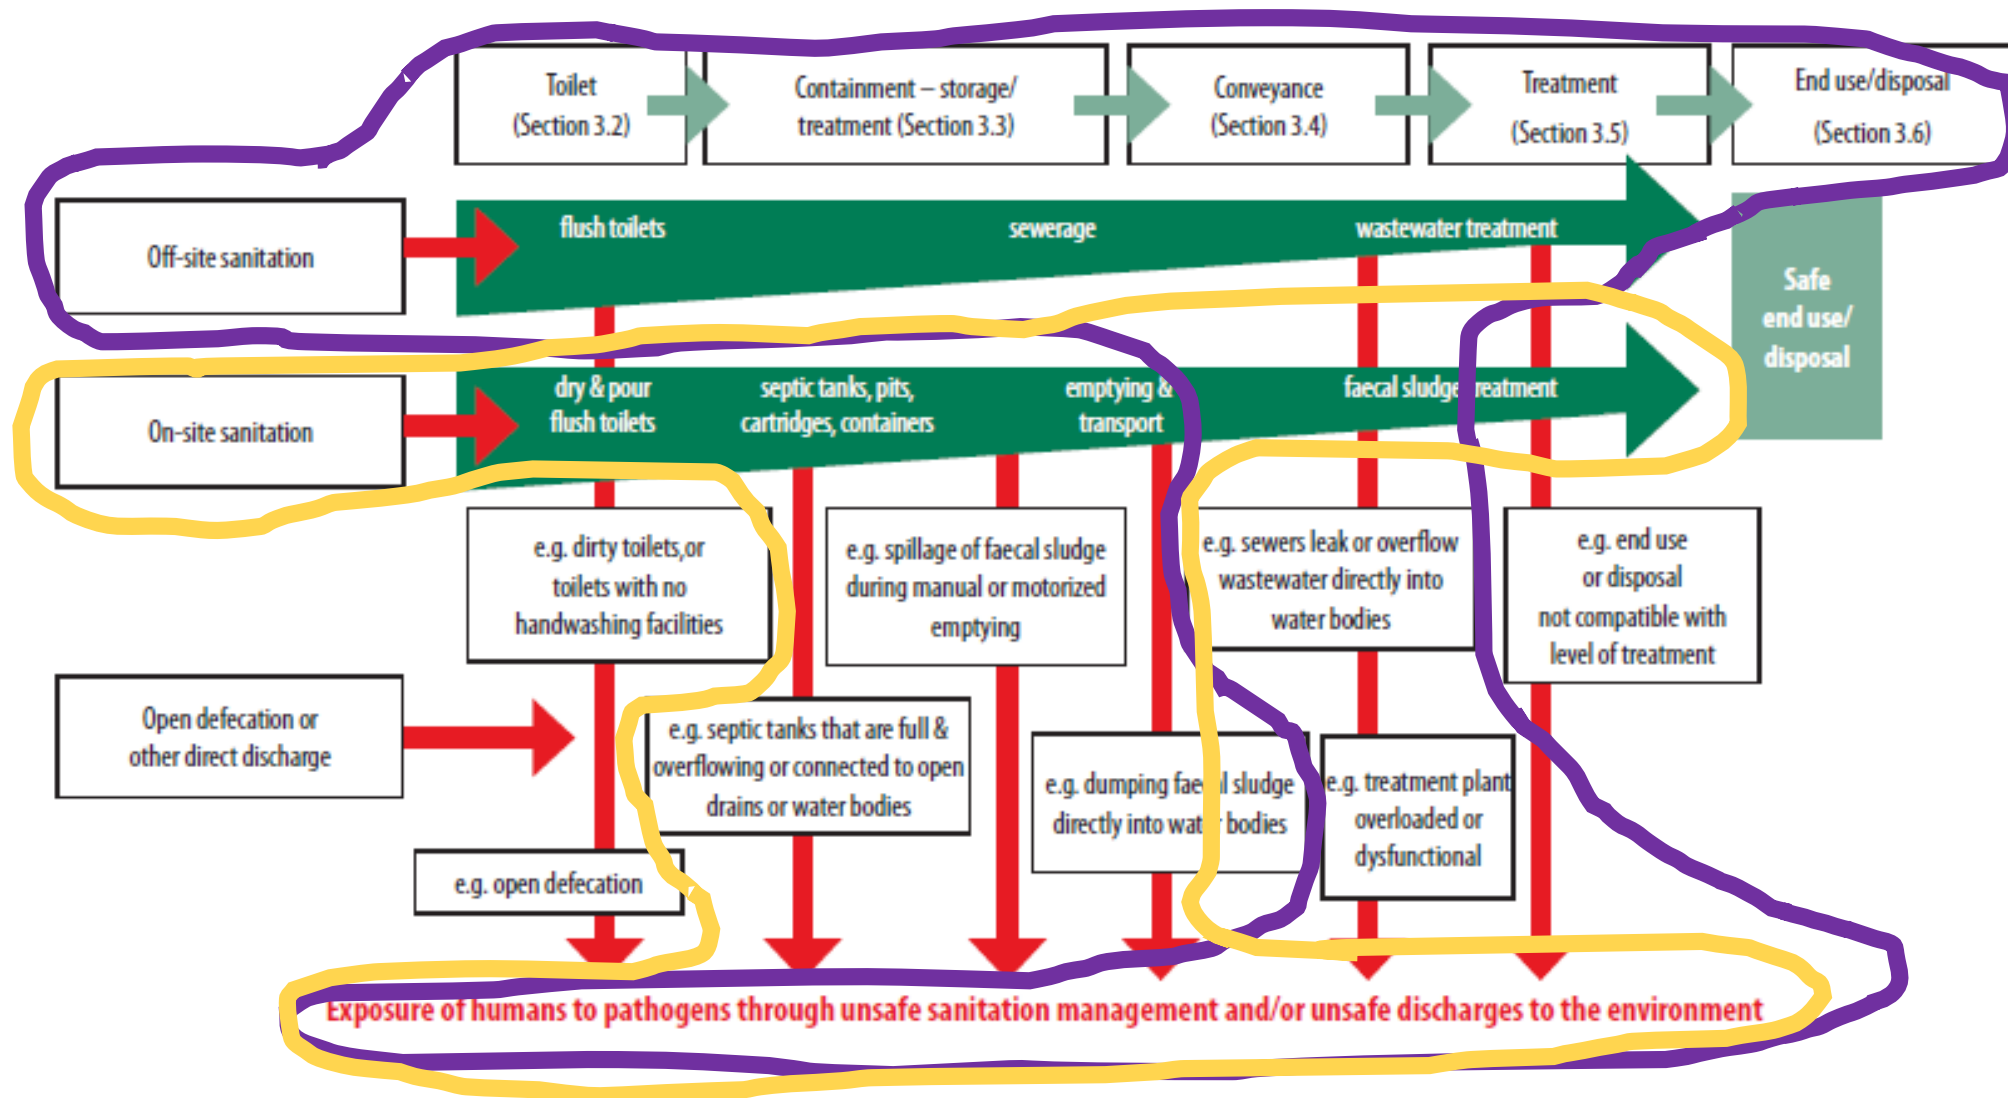 Toilet
(Section 3.2)
Containment – storage/
treatment (Section 3.3)
Conveyance
(Section 3.4)
Treatment
(Section 3.5)
End use/disposal
(Section 3.6)
Off-site sanitation
flush toilets
sewerage
wastewater treatment
Safe
end use/
disposal
On-site sanitation
dry & pour
flush toilets
septic tanks, pits,
cartridges, containers
emptying &
transport
faecal sludge treatment
e.g. dirty toilets,or
toilets with no
handwashing facilities
e.g. spillage of faecal sludge
during manual or motorized
emptying
e.g. sewers leak or overflow
wastewater directly into
water bodies
e.g. end use
or disposal
not compatible with
level of treatment
Open defecation or
other direct discharge
e.g. septic tanks that are full &
overflowing or connected to open
drains or water bodies
e.g. dumping faecal sludge
directly into water bodies
e.g. treatment plant
overloaded or
dysfunctional
e.g. open defecation
Exposure of humans to pathogens through unsafe sanitation management and/or unsafe discharges to the environment